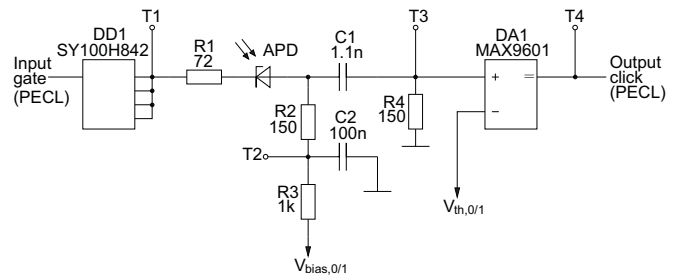 T1
T3
T4
DD1
SY100H842
R1
72
APD
C1
1.1n
DA1
MAX9601
Input
gate
(PECL)
+
=
−
Output
click
(PECL)
R2
150
C2
100n
R4
150
T2
R3
1k
Vth,0/1
Vbias,0/1